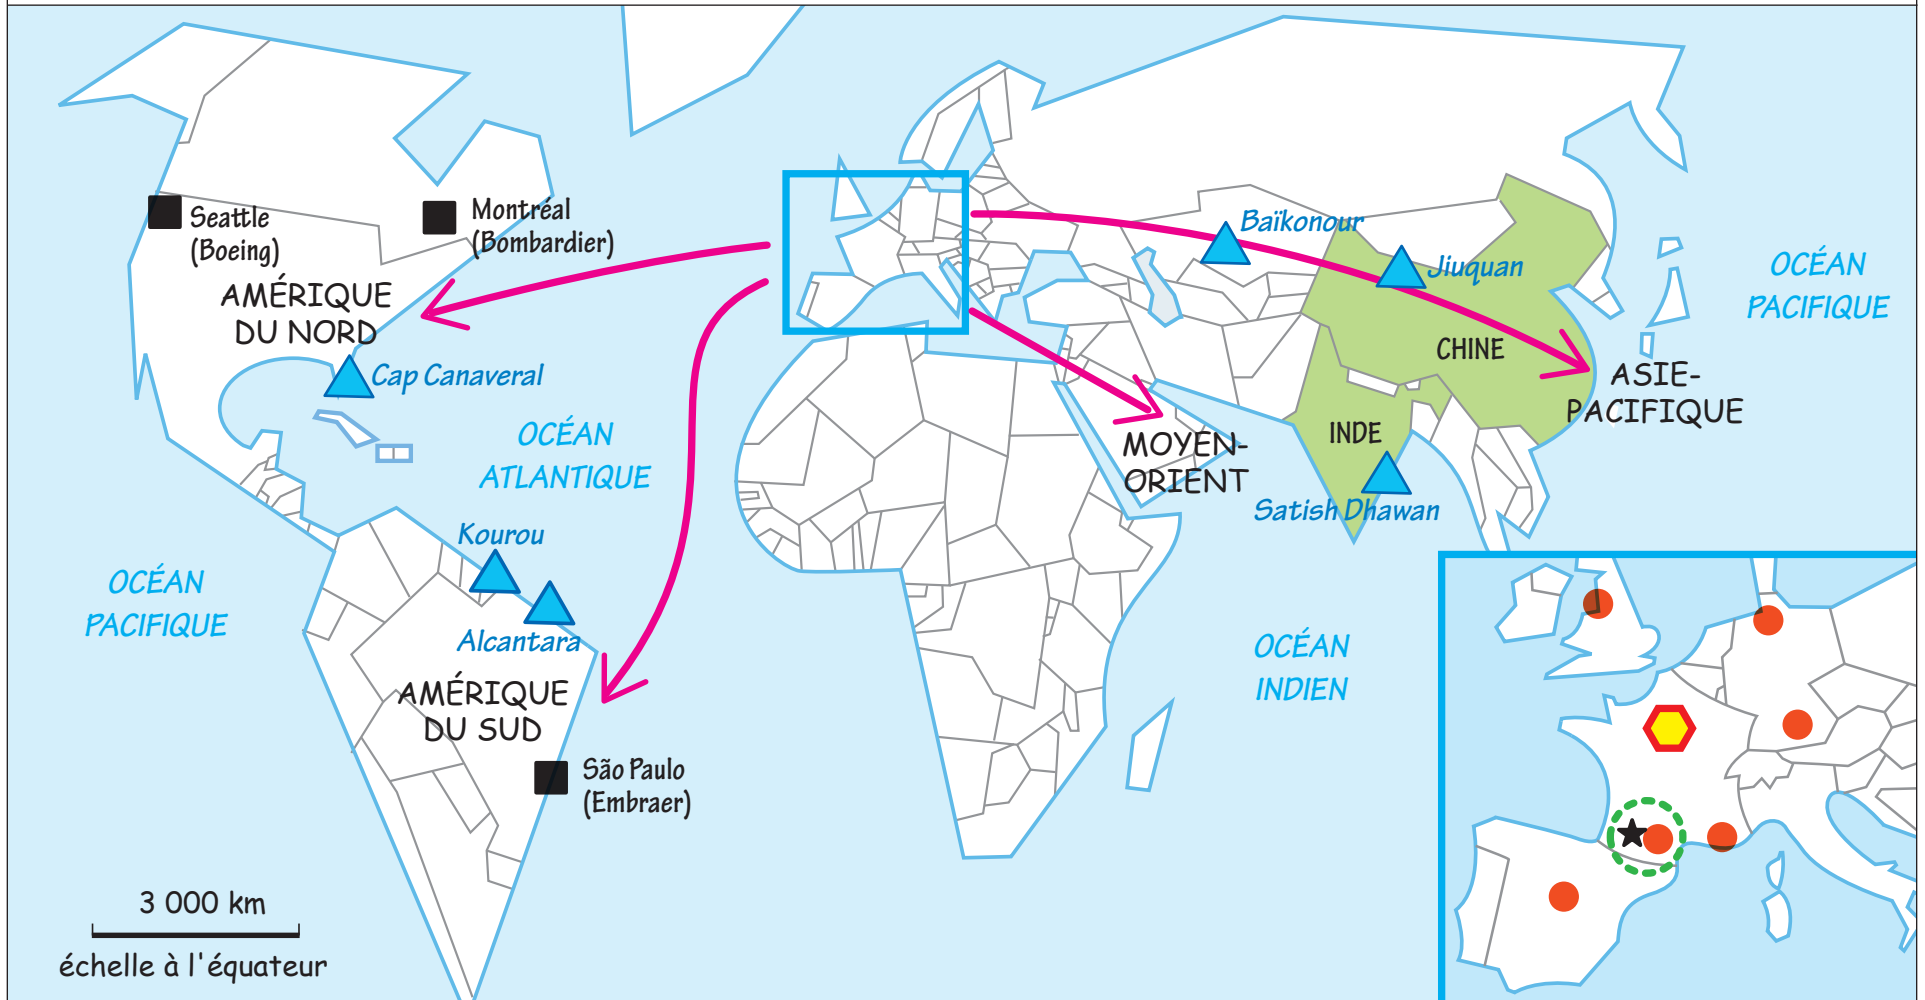 Seattle
(Boeing)
Montréal
(Bombardier)
AMÉRIQUE
DU NORD
Cap Canaveral
OCÉAN
ATLANTIQUE
Kourou
Alcantara
OCÉAN
PACIFIQUE
AMÉRIQUE
DU SUD
São Paulo
(Embraer)
3 000 km
échelle à l'équateur
Baïkonour
Jiuquan
OCÉAN
PACIFIQUE
CHINE
ASIE-
PACIFIQUE
INDE
MOYEN-
ORIENT
Satish Dhawan
OCÉAN
INDIEN